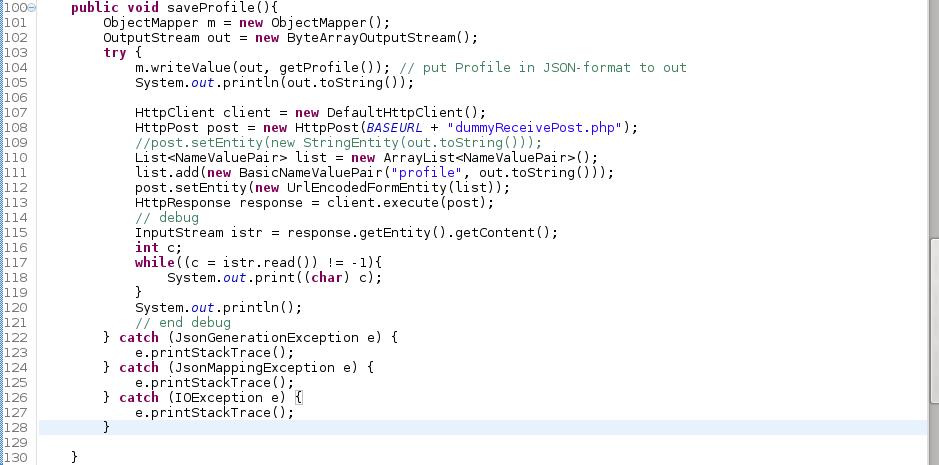 100 public void saveProfile(){
101 ObjectMapper m = new ObjectMapper();
102 OutputStream out = new ByteArrayOutputStream();
103 try {
104 m.writeValue(out, getProfile()); // put Profile in JSON-format to out
105 System.out.println(out.toString());
106
107 HttpClient client = new DefaultHttpClient();
108 HttpPost post = new HttpPost(BASEURL + "dummyReceivePost.php");
109 //post.setEntity(new StringEntity(out.toString()));
110 List<NameValuePair> list = new ArrayList<NameValuePair>();
111 list.add(new BasicNameValuePair("profile", out.toString()));
112 post.setEntity(new UrlEncodedFormEntity(list));
113 HttpResponse response = client.execute(post);
114 // debug
115 InputStream istr = response.getEntity().getContent();
116 int c;
117 while((c = istr.read()) != -1){
118 System.out.print((char) c);
119 }
120 System.out.println();
121 // end debug
122 } catch (JsonGenerationException e) {
123 e.printStackTrace();
124 } catch (JsonMappingException e) {
125 e.printStackTrace();
126 } catch (IOException e) {
127 e.printStackTrace();
128 }
129
130 }